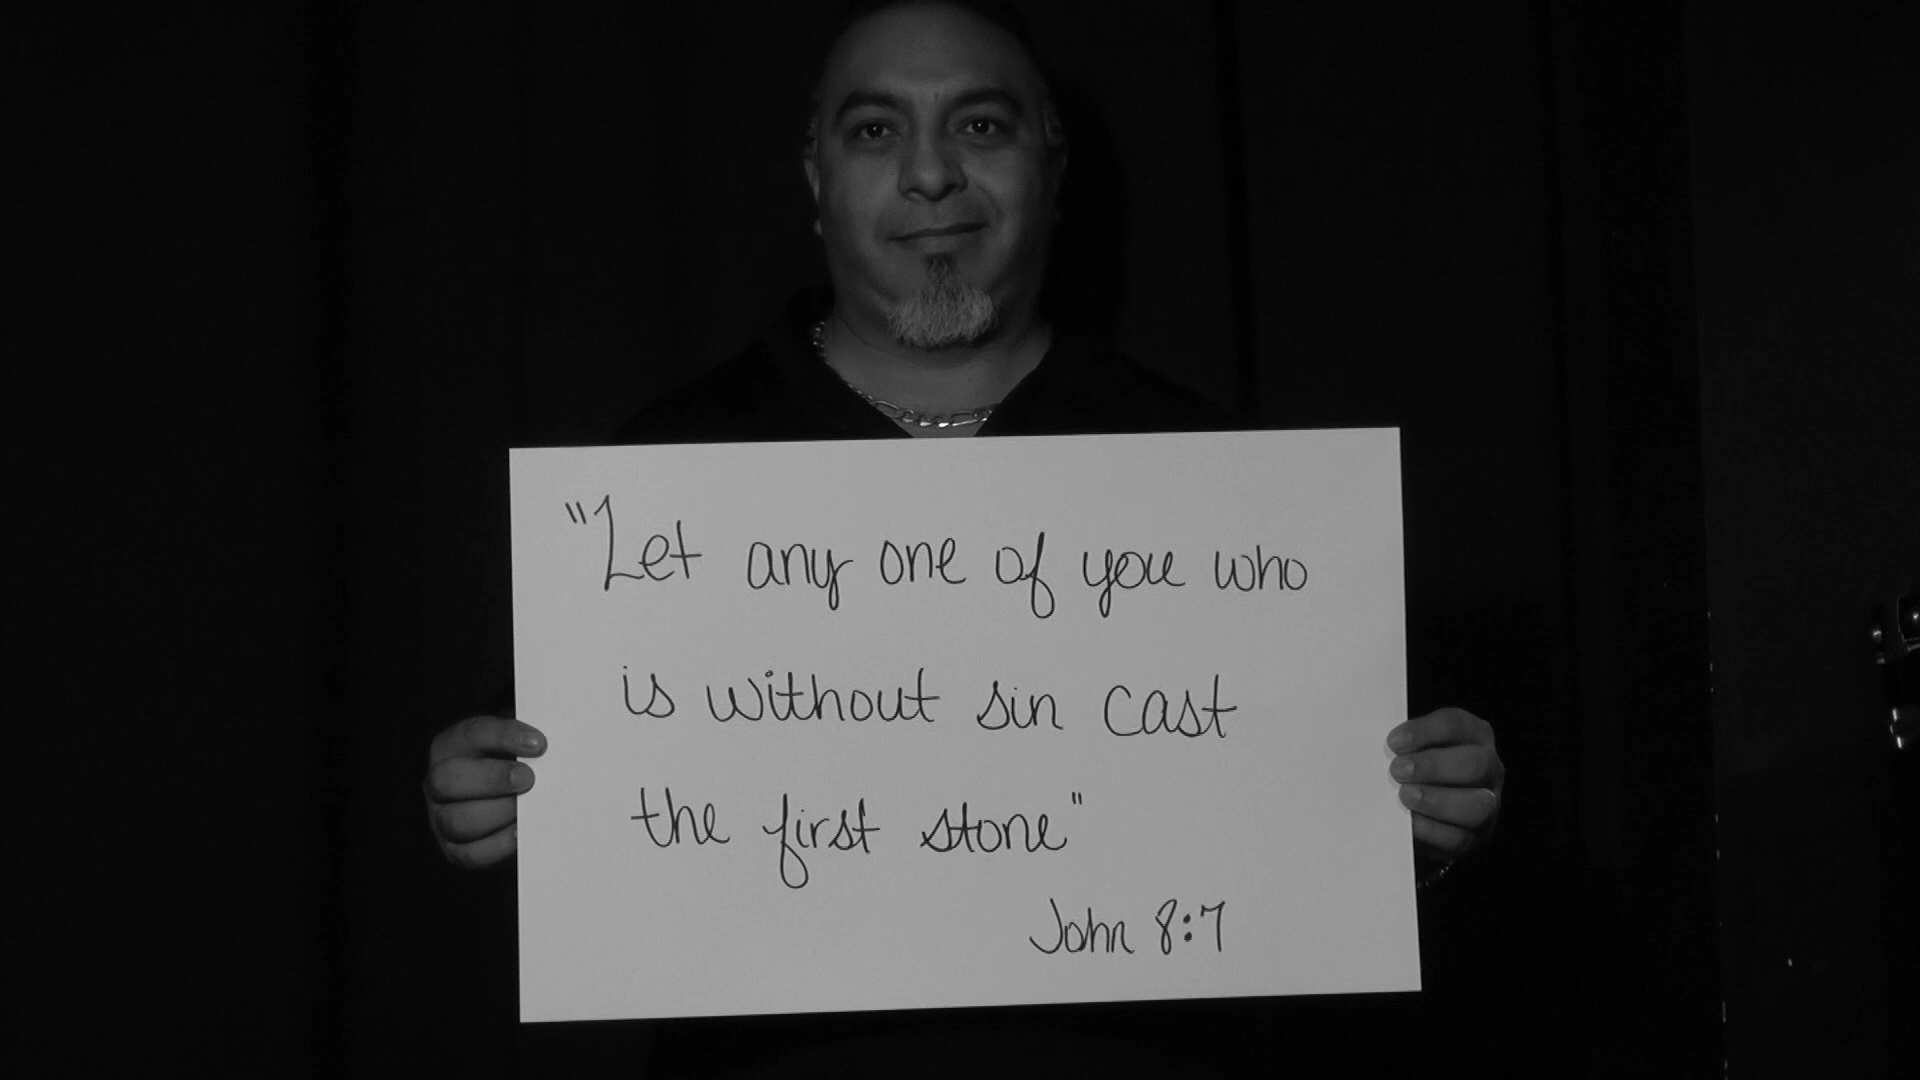 "Let any one of you who
is without sin cast
the first stone"
John 8:7